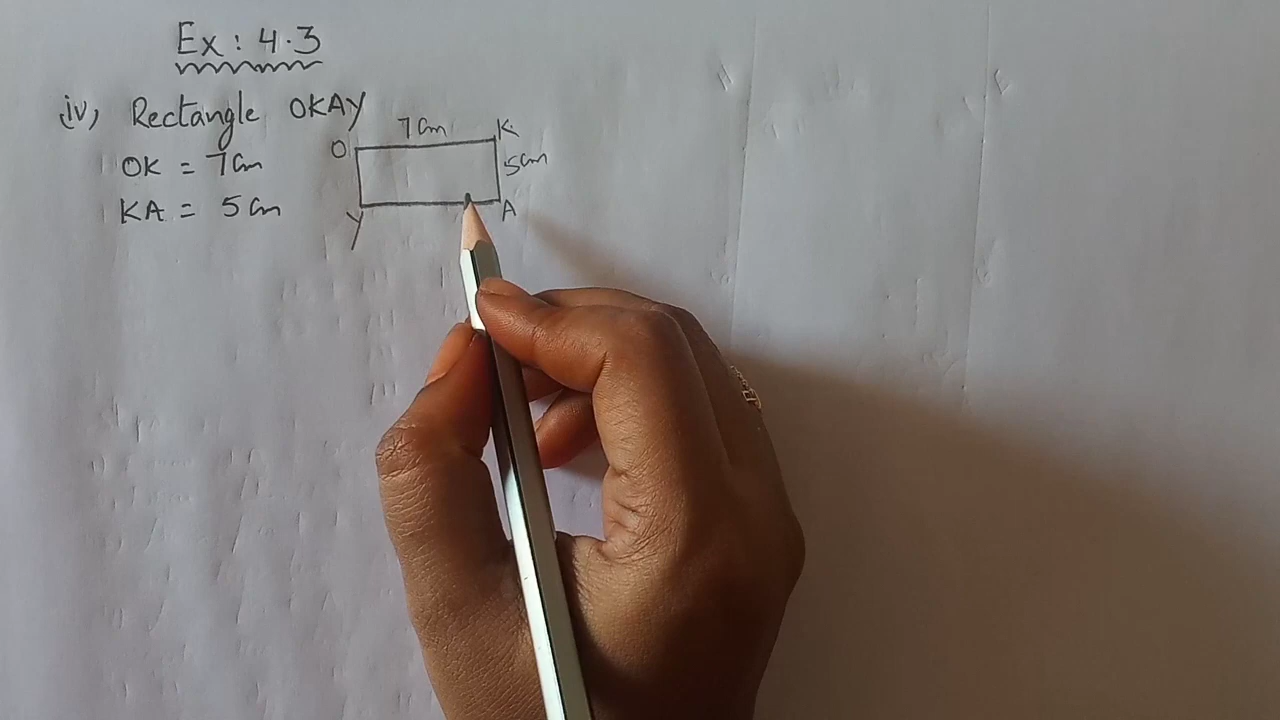 Ex : 4.3
iv) Rectangle OKAY
OK = 7cm
KA = 5cm
7cm
O
K
5cm
Y
A